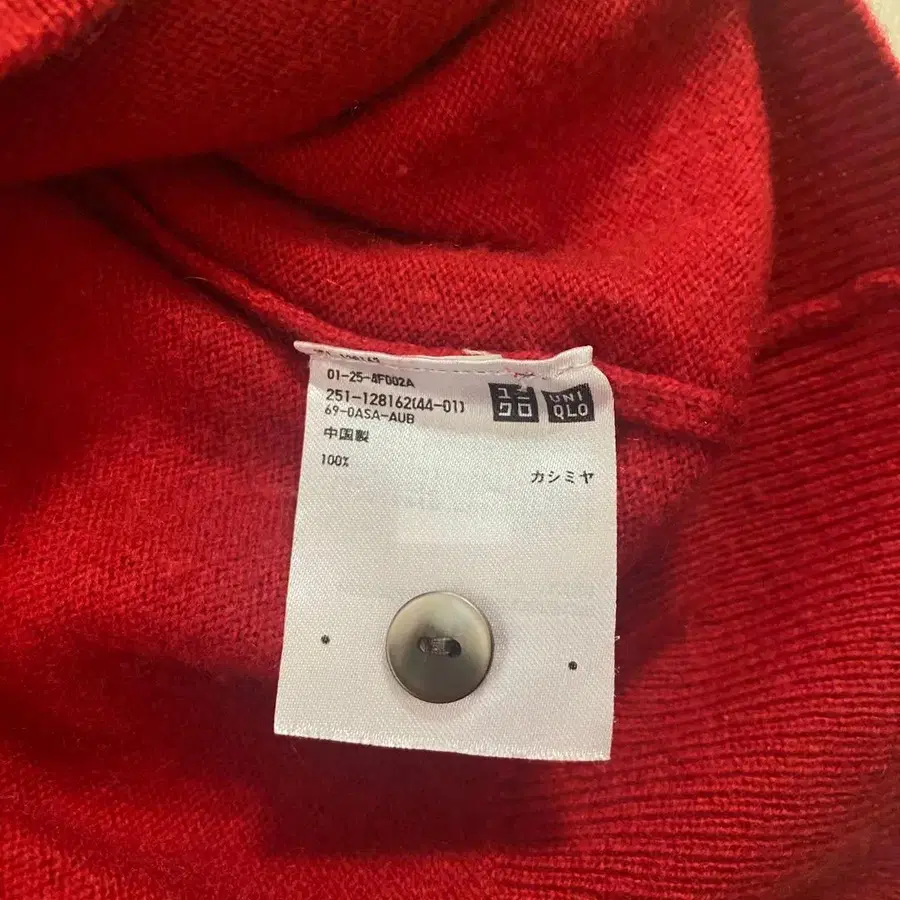 01-25-4F002A
251-128162(44-01)
69-0ASA-AUB
ユニ
クロ
UNI
QLO
中国製
100%
カシミヤ